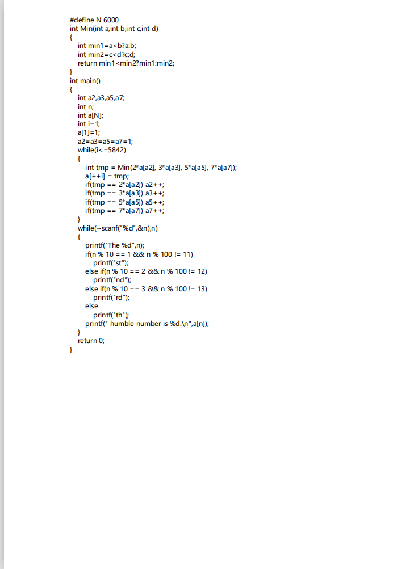 #define N 6000
int Min(int a,int b,int c,int d)
{
int min1=a<b?a:b;
int min2=c<d?c:d;
return min1<min2?min1:min2;
}
int main()
{
int a2,a3,a5,a7;
int n;
int a[N];
int i=1;
a[1]=1;
a2=a3=a5=a7=1;
while(i<=5842)
{
int tmp = Min(2*a[a2], 3*a[a3], 5*a[a5], 7*a[a7]);
a[++i] = tmp;
if(tmp == 2*a[a2]) a2++;
if(tmp == 3*a[a3]) a3++;
if(tmp == 5*a[a5]) a5++;
if(tmp == 7*a[a7]) a7++;
}
while(~scanf("%d",&n),n)
{
printf("The %d",n);
if(n % 10 == 1 && n % 100 != 11)
printf("st");
else if(n % 10 == 2 && n % 100 != 12)
printf("nd");
else if(n % 10 == 3 && n % 100 != 13)
printf("rd");
else
printf("th");
printf(" humble number is %d.\n",a[n]);
}
return 0;
}